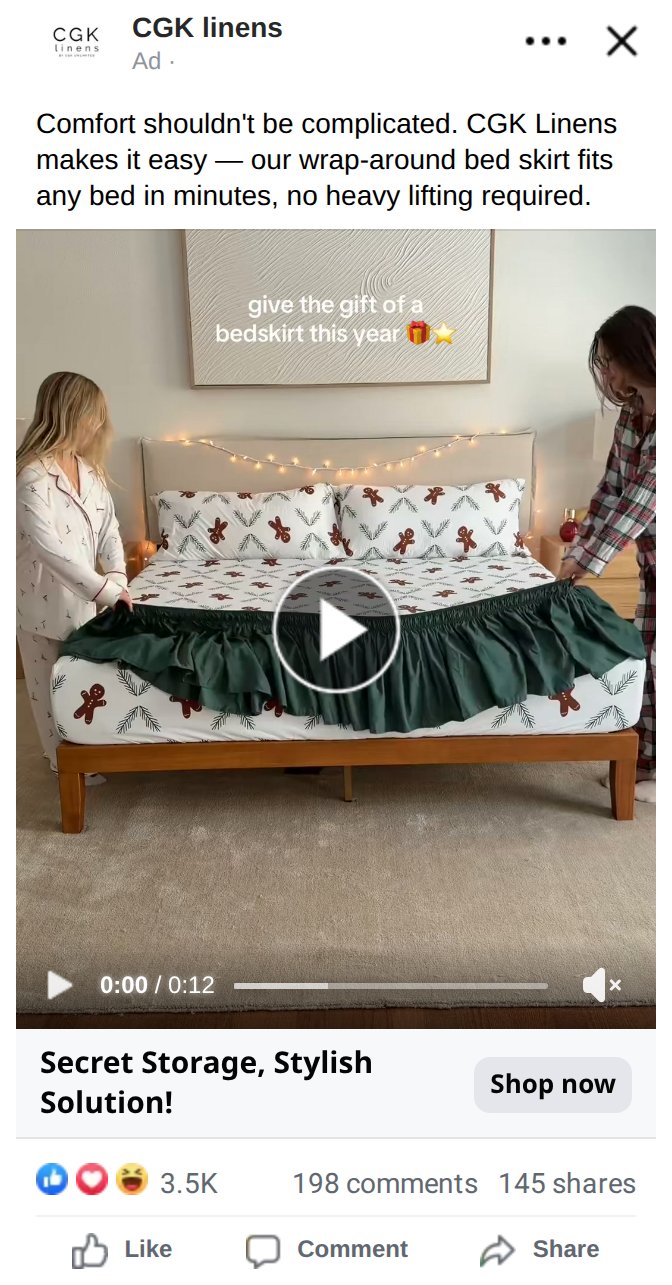 CGK
linens
CGK linens
Ad ·
Comfort shouldn't be complicated. CGK Linens
makes it easy — our wrap-around bed skirt fits
any bed in minutes, no heavy lifting required.
give the gift of a
bedskirt this year 🎁⭐
0:00 / 0:12
Secret Storage, Stylish
Solution!
Shop now
3.5K 198 comments 145 shares
Like Comment Share